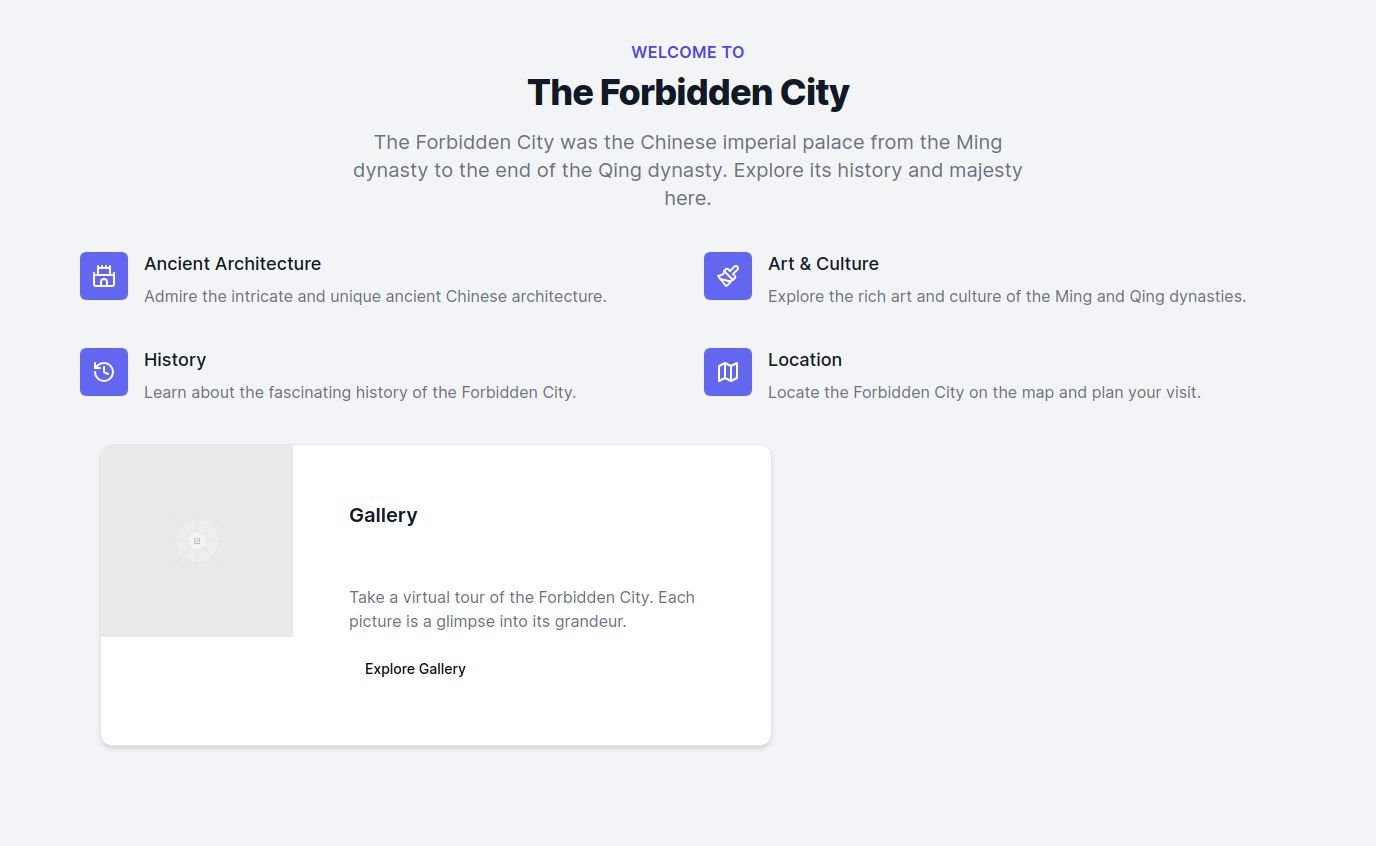 WELCOME TO
The Forbidden City
The Forbidden City was the Chinese imperial palace from the Ming
dynasty to the end of the Qing dynasty. Explore its history and majesty
here.
Ancient Architecture
Admire the intricate and unique ancient Chinese architecture.
Art & Culture
Explore the rich art and culture of the Ming and Qing dynasties.
History
Learn about the fascinating history of the Forbidden City.
Location
Locate the Forbidden City on the map and plan your visit.
Gallery
Take a virtual tour of the Forbidden City. Each
picture is a glimpse into its grandeur.
Explore Gallery